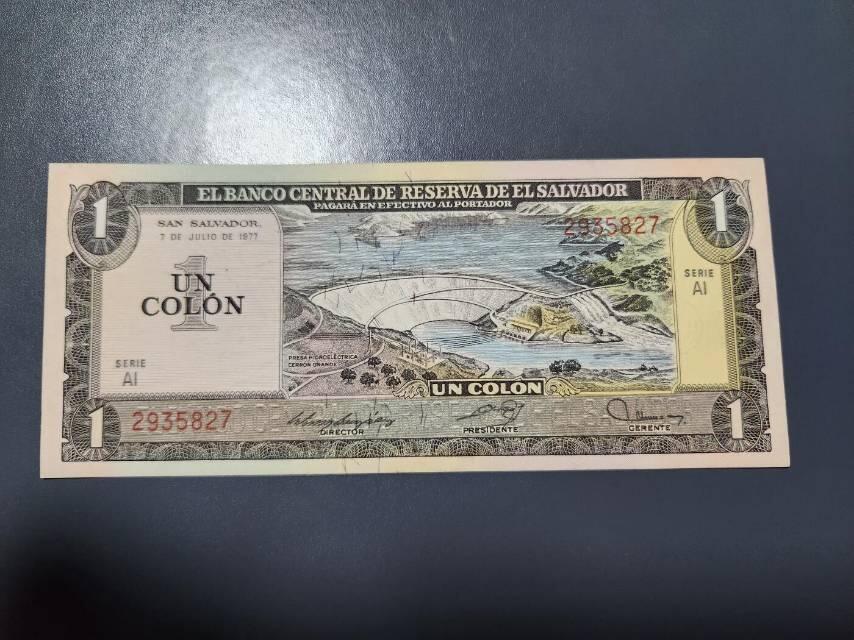 1
1
EL BANCO CENTRAL DE RESERVA DE EL SALVADOR
PAGARÁ EN EFECTIVO AL PORTADOR
SAN SALVADOR,
7 DE JULIO DE 1977
2935827
1
UN
COLÓN
SERIE
AI
SERIE
AI
PRESA HIDROELÉCTRICA
CERRON GRANDE
UN COLÓN
1
2935827
DIRECTOR
PRESIDENTE
GERENTE
1